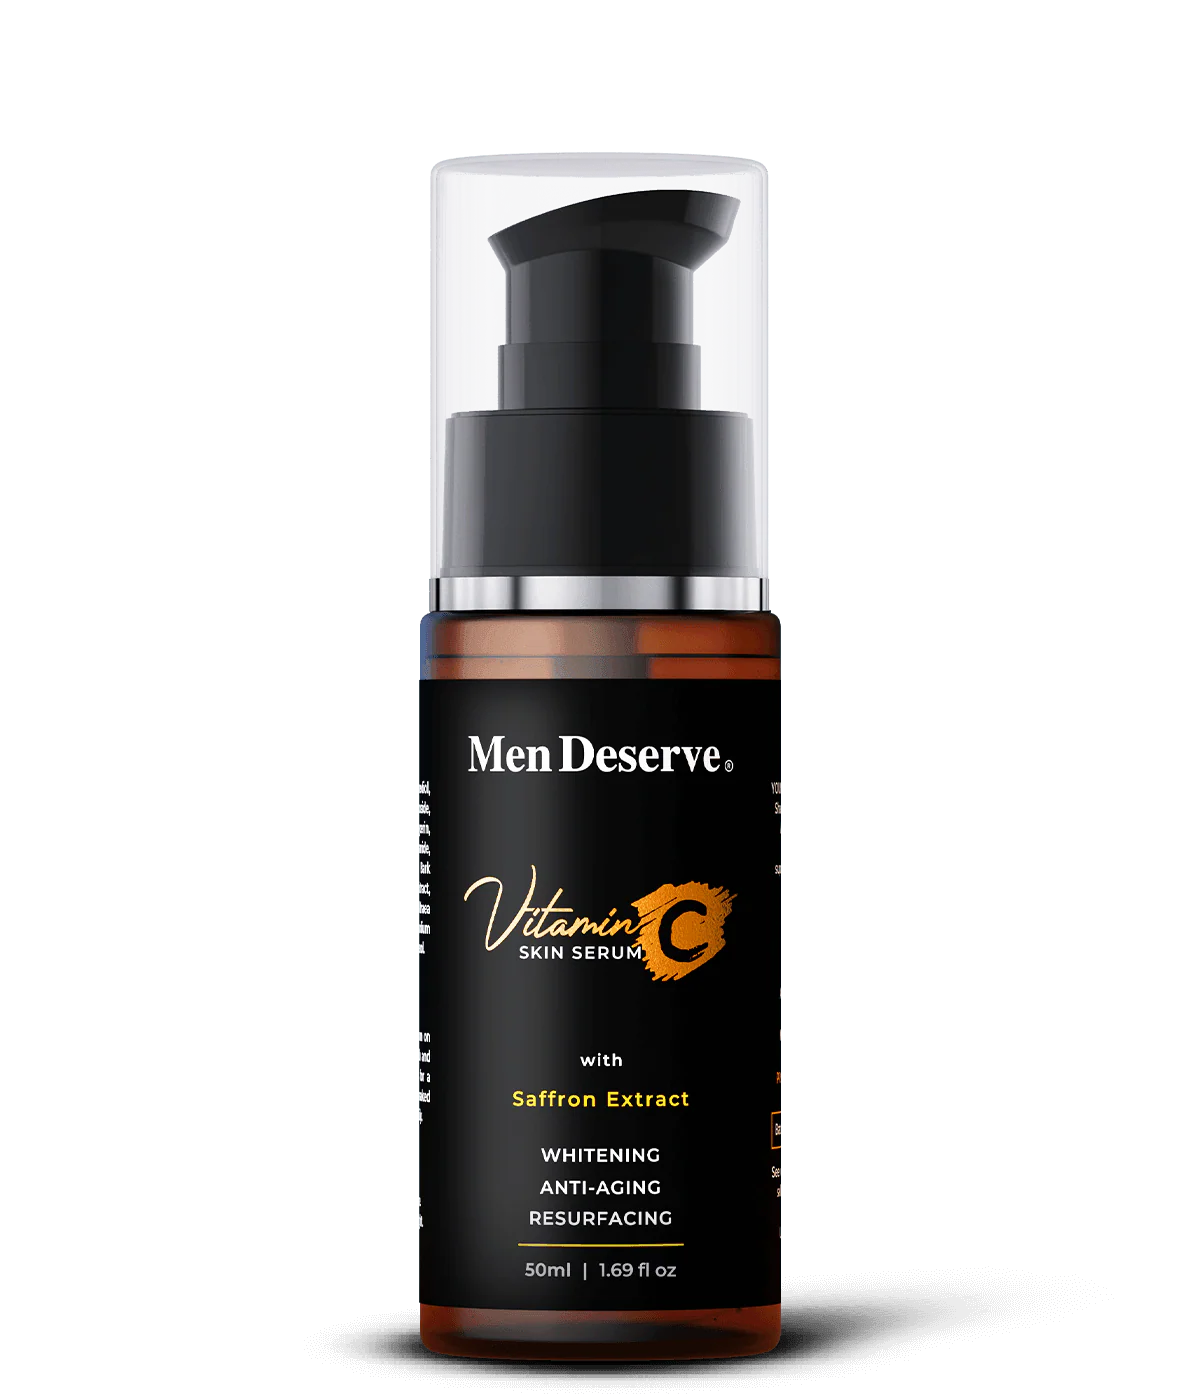 Men Deserve®
Vitamin C
SKIN SERUM
with
Saffron Extract
WHITENING
ANTI-AGING
RESURFACING
50ml | 1.69 fl oz